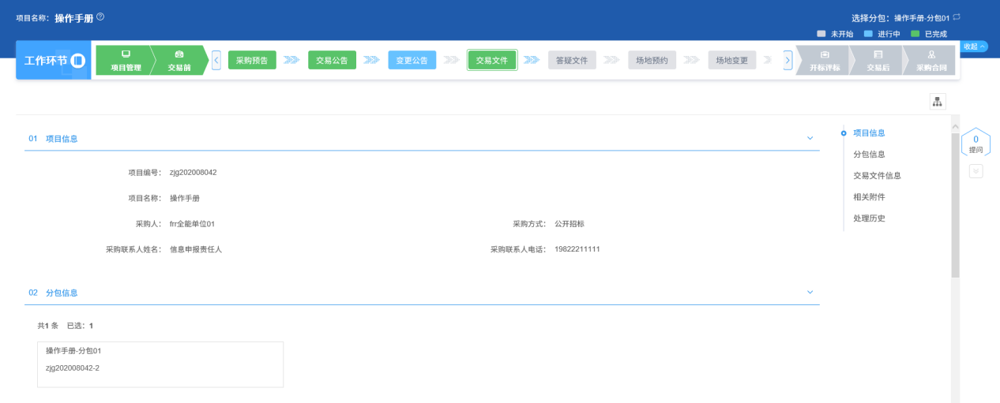 项目名称: 操作手册
选择分包: 操作手册-分包01
未开始 进行中 已完成
收起
工作环节 项目管理 交易前 采购预告 交易公告 变更公告 交易文件 答疑文件 场地预约 场地变更 开标评标 交易后 采购合同
01 项目信息
项目编号: zjg202008042
项目名称: 操作手册
采购人: frr全能单位01 采购方式: 公开招标
采购联系人姓名: 信息申报责任人 采购联系人电话: 19822211111
02 分包信息
共1 条 已选: 1
操作手册-分包01
zjg202008042-2
项目信息
分包信息
交易文件信息
相关附件
处理历史
0
提问